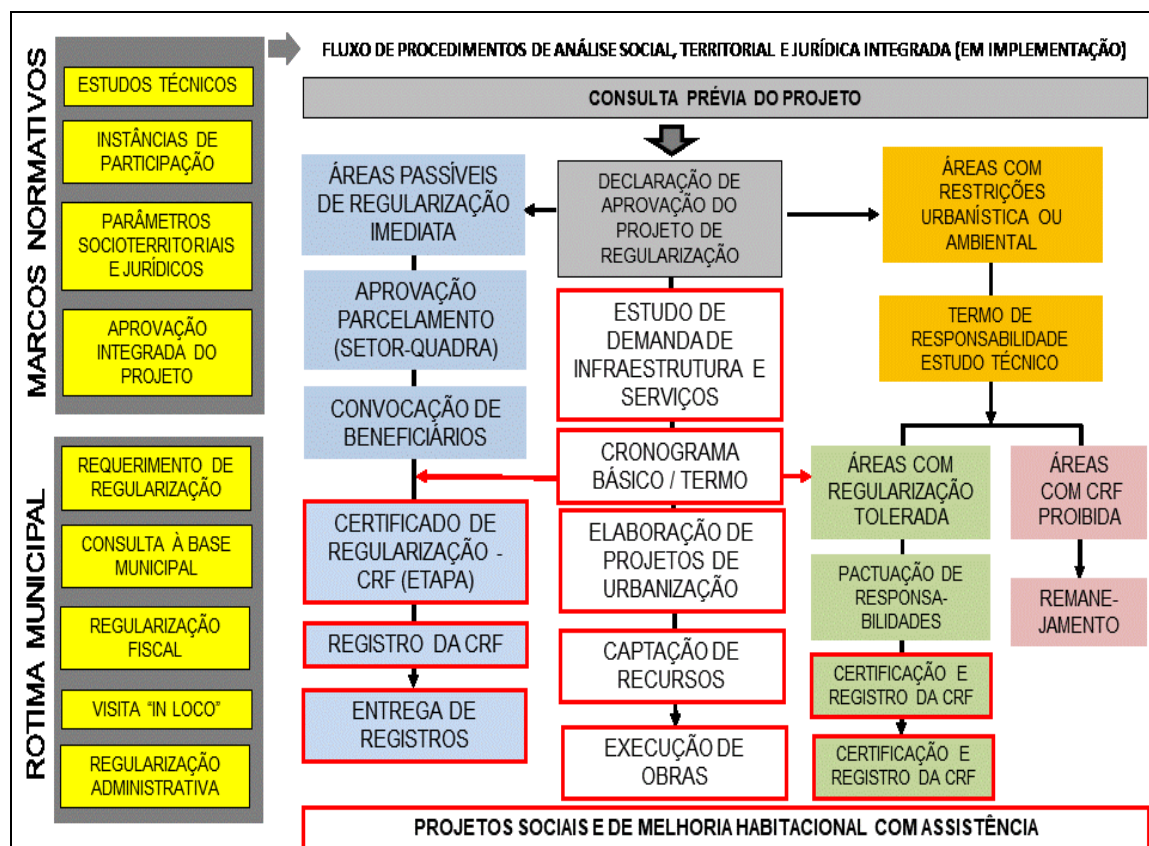 MARCOS NORMATIVOS
ESTUDOS TÉCNICOS
INSTÂNCIAS DE
PARTICIPAÇÃO
PARÂMETROS
SOCIOTERRITORIAIS
E JURÍDICOS
APROVAÇÃO
INTEGRADA DO
PROJETO
ROTIMA MUNICIPAL
REQUERIMENTO DE
REGULARIZAÇÃO
CONSULTA À BASE
MUNICIPAL
REGULARIZAÇÃO
FISCAL
VISITA “IN LOCO”
REGULARIZAÇÃO
ADMINISTRATIVA
FLUXO DE PROCEDIMENTOS DE ANÁLISE SOCIAL, TERRITORIAL E JURÍDICA INTEGRADA (EM IMPLEMENTAÇÃO)
CONSULTA PRÉVIA DO PROJETO
ÁREAS PASSÍVEIS
DE REGULARIZAÇÃO
IMEDIATA
APROVAÇÃO
PARCELAMENTO
(SETOR-QUADRA)
CONVOCAÇÃO DE
BENEFICIÁRIOS
CERTIFICADO DE
REGULARIZAÇÃO -
CRF (ETAPA)
REGISTRO DA CRF
ENTREGA DE
REGISTROS
DECLARAÇÃO DE
APROVAÇÃO DO
PROJETO DE
REGULARIZAÇÃO
ESTUDO DE
DEMANDA DE
INFRAESTRUTURA E
SERVIÇOS
CRONOGRAMA
BÁSICO / TERMO
ELABORAÇÃO DE
PROJETOS DE
URBANIZAÇÃO
CAPTAÇÃO DE
RECURSOS
EXECUÇÃO DE
OBRAS
ÁREAS COM
RESTRIÇÕES
URBANÍSTICA OU
AMBIENTAL
TERMO DE
RESPONSABILIDADE
ESTUDO TÉCNICO
ÁREAS COM
REGULARIZAÇÃO
TOLERADA
PACTUAÇÃO DE
RESPONSA-
BILIDADES
CERTIFICAÇÃO E
REGISTRO DA CRF
CERTIFICAÇÃO E
REGISTRO DA CRF
ÁREAS
COM CRF
PROIBIDA
REMANE-
JAMENTO
PROJETOS SOCIAIS E DE MELHORIA HABITACIONAL COM ASSISTÊNCIA